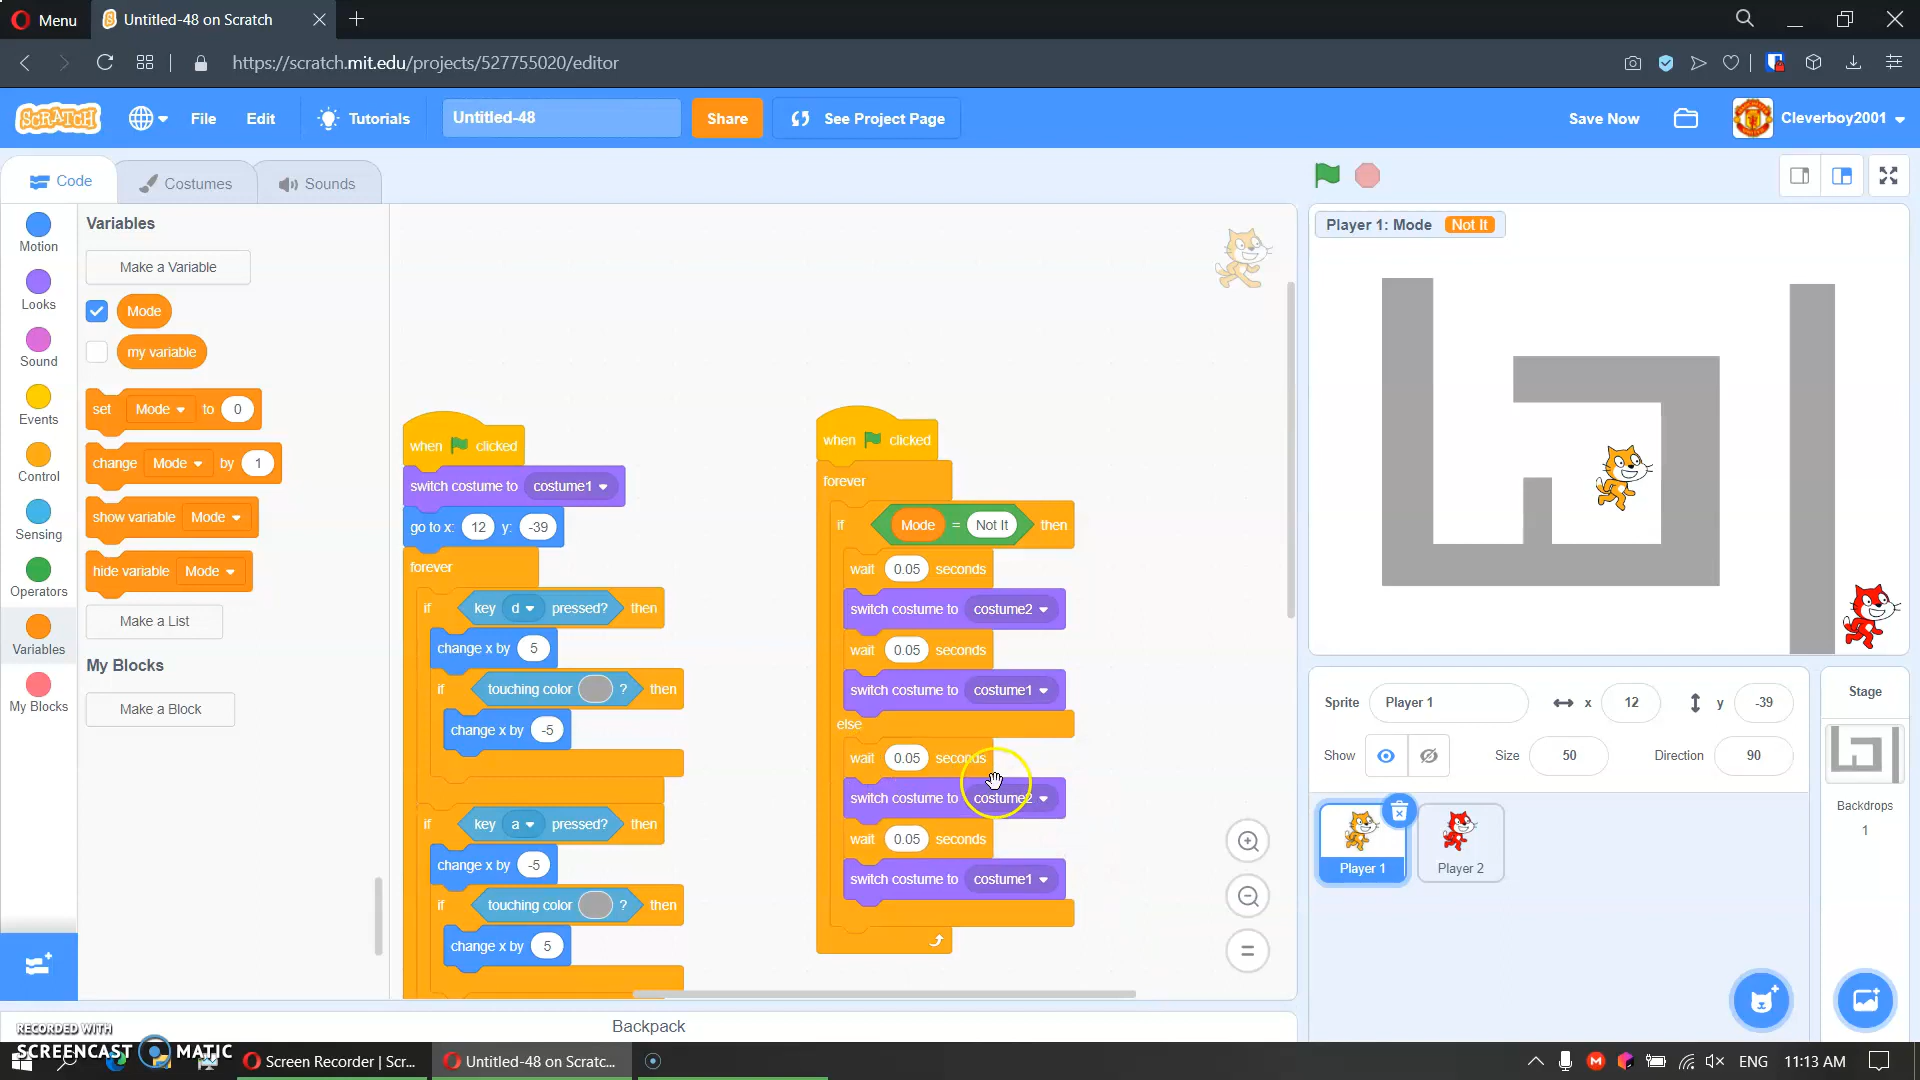 Menu
Untitled-48 on Scratch
https://scratch.mit.edu/projects/527755020/editor
SCRATCH
File
Edit
Tutorials
Untitled-48
Share
See Project Page
Save Now
Cleverboy2001
Code
Costumes
Sounds
Motion
Looks
Sound
Events
Control
Sensing
Operators
Variables
My Blocks
Variables
Make a Variable
Mode
my variable
set Mode to 0
change Mode by 1
show variable Mode
hide variable Mode
Make a List
My Blocks
Make a Block
when clicked
switch costume to costume1
go to x: 12 y: -39
forever
if key d pressed? then
change x by 5
if touching color ? then
change x by -5
if key a pressed? then
change x by -5
if touching color ? then
change x by 5
when clicked
forever
if Mode = Not It then
wait 0.05 seconds
switch costume to costume2
wait 0.05 seconds
switch costume to costume1
else
wait 0.05 seconds
switch costume to costume2
wait 0.05 seconds
switch costume to costume1
Player 1: Mode Not It
Sprite Player 1 x 12 y -39
Show Size 50 Direction 90
Player 1
Player 2
Stage
Backdrops
1
Backpack
RECORDED WITH
SCREENCAST MATIC
Screen Recorder | Scr...
Untitled-48 on Scratc...
ENG
11:13 AM